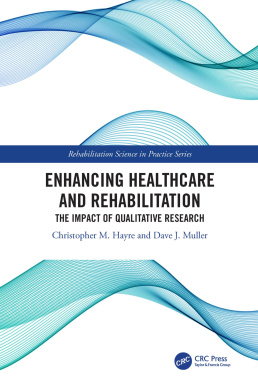 Rehabilitation Science in Practice Series
ENHANCING HEALTHCARE
AND REHABILITATION
THE IMPACT OF QUALITATIVE RESEARCH
Christopher M. Hayre and Dave J. Muller
CRC
CRC Press
Taylor & Francis Group